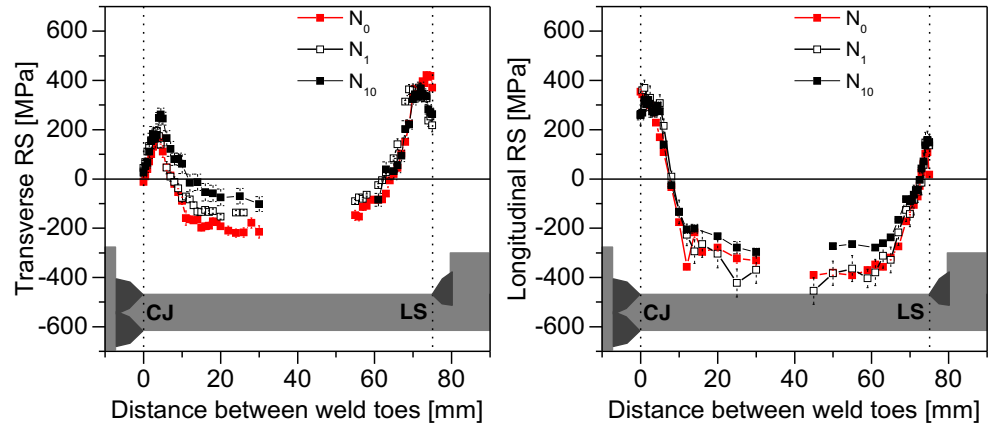 Transverse RS [MPa]
600
400
200
0
-200
-400
-600
N0
N1
N10
CJ
LS
0 20 40 60 80
Distance between weld toes [mm]
Longitudinal RS [MPa]
600
400
200
0
-200
-400
-600
N0
N1
N10
CJ
LS
0 20 40 60 80
Distance between weld toes [mm]